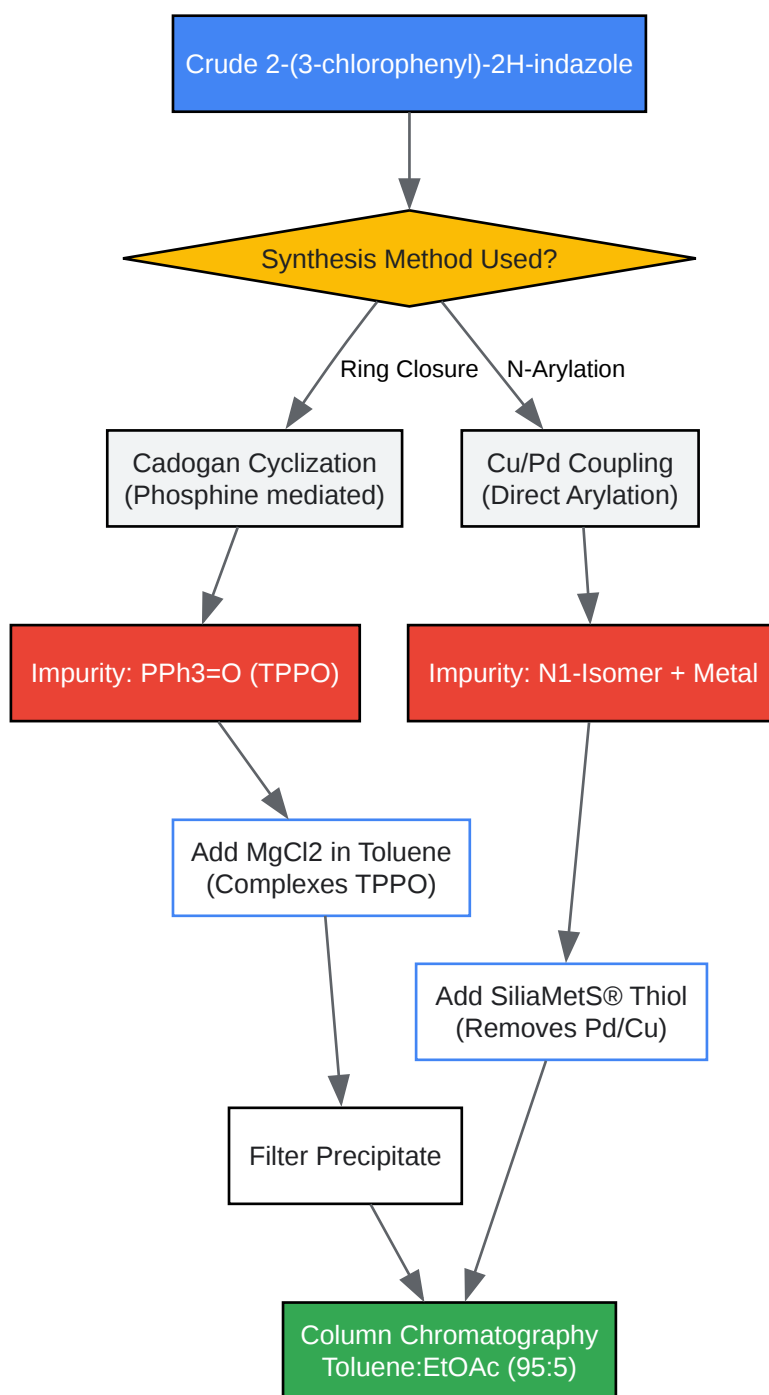 Crude 2-(3-chlorophenyl)-2H-indazole
Synthesis Method Used?
Ring Closure
N-Arylation
Cadogan Cyclization
(Phosphine mediated)
Cu/Pd Coupling
(Direct Arylation)
Impurity: PPh3=O (TPPO)
Impurity: N1-Isomer + Metal
Add MgCl2 in Toluene
(Complexes TPPO)
Add SiliaMetS® Thiol
(Removes Pd/Cu)
Filter Precipitate
Column Chromatography
Toluene:EtOAc (95:5)